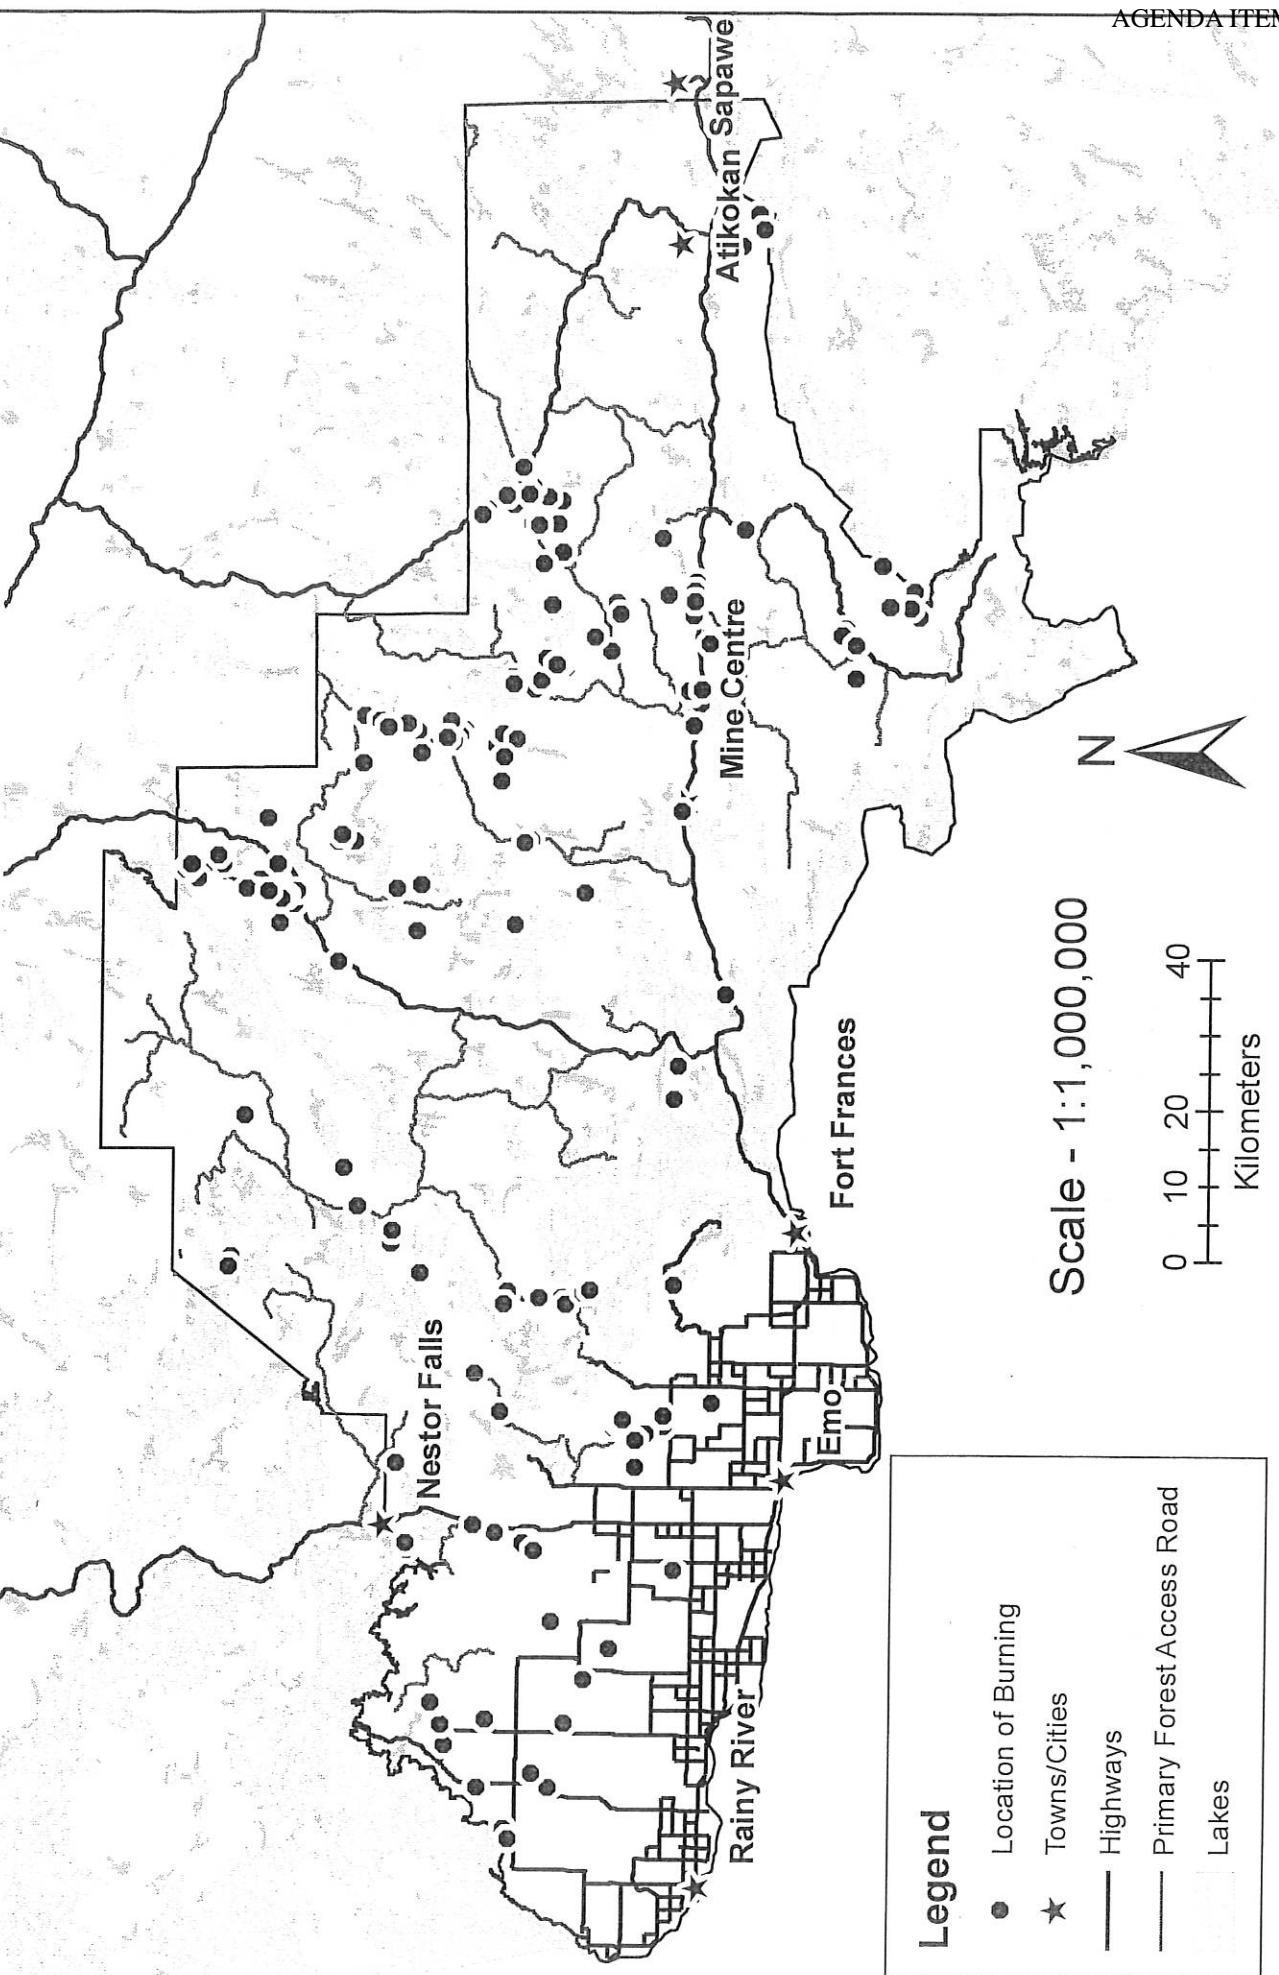 AGENDA ITEM
Sapawe
Atikokan
Mine Centre
Fort Frances
Nestor Falls
Emo
Rainy River
N
Scale - 1:1,000,000
0 10 20 40
Kilometers
Legend
Location of Burning
Towns/Cities
Highways
Primary Forest Access Road
Lakes